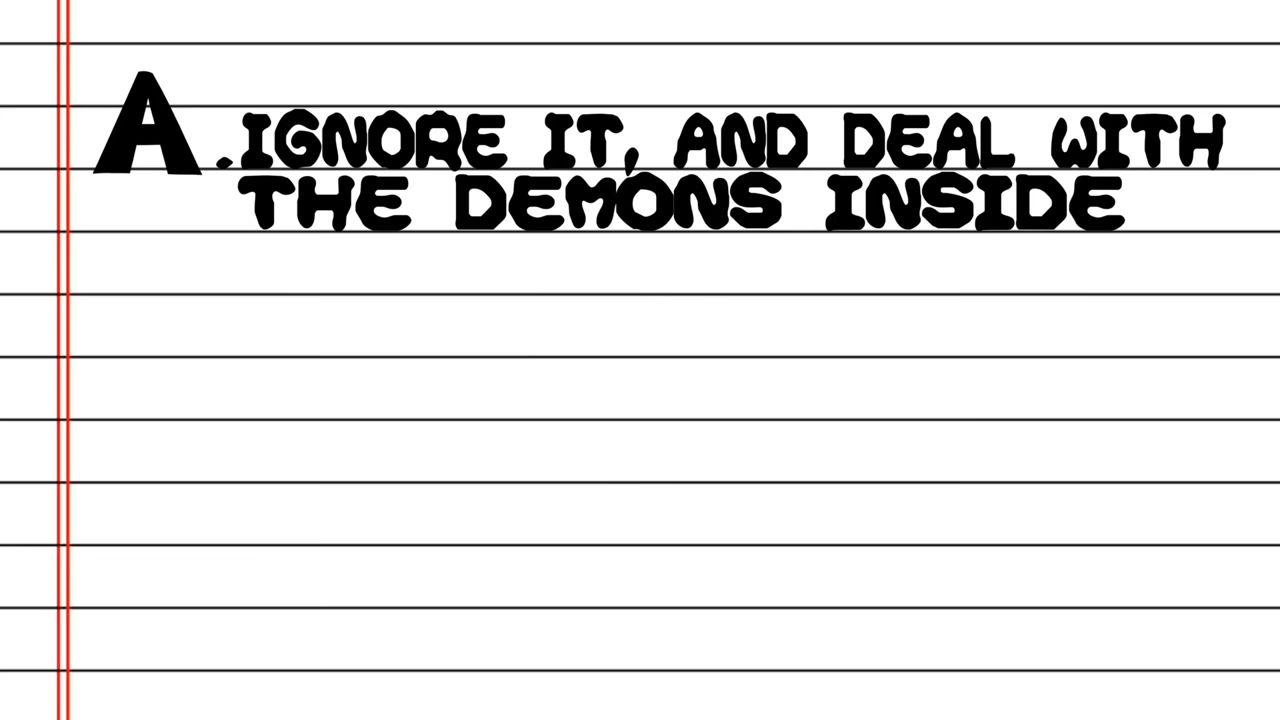 A.IGNORE IT, AND DEAL WITH
THE DEMONS INSIDE